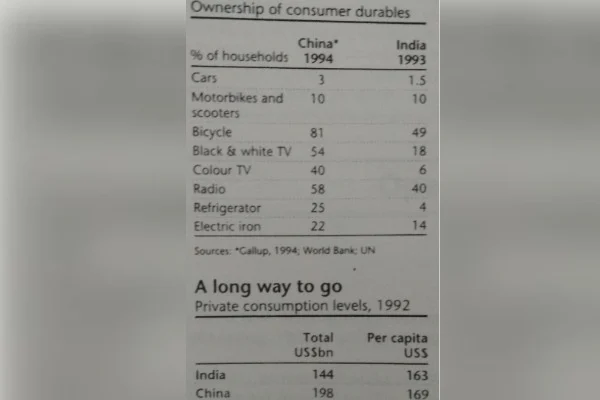 Ownership of consumer durables
China* India
% of households 1994 1993
Cars 3 1.5
Motorbikes and 10 10
scooters
Bicycle 81 49
Black & white TV 54 18
Colour TV 40 6
Radio 58 40
Refrigerator 25 4
Electric iron 22 14
Sources: *Gallup, 1994; World Bank; UN
A long way to go
Private consumption levels, 1992
Total Per capita
US$bn US$
India 144 163
China 198 169